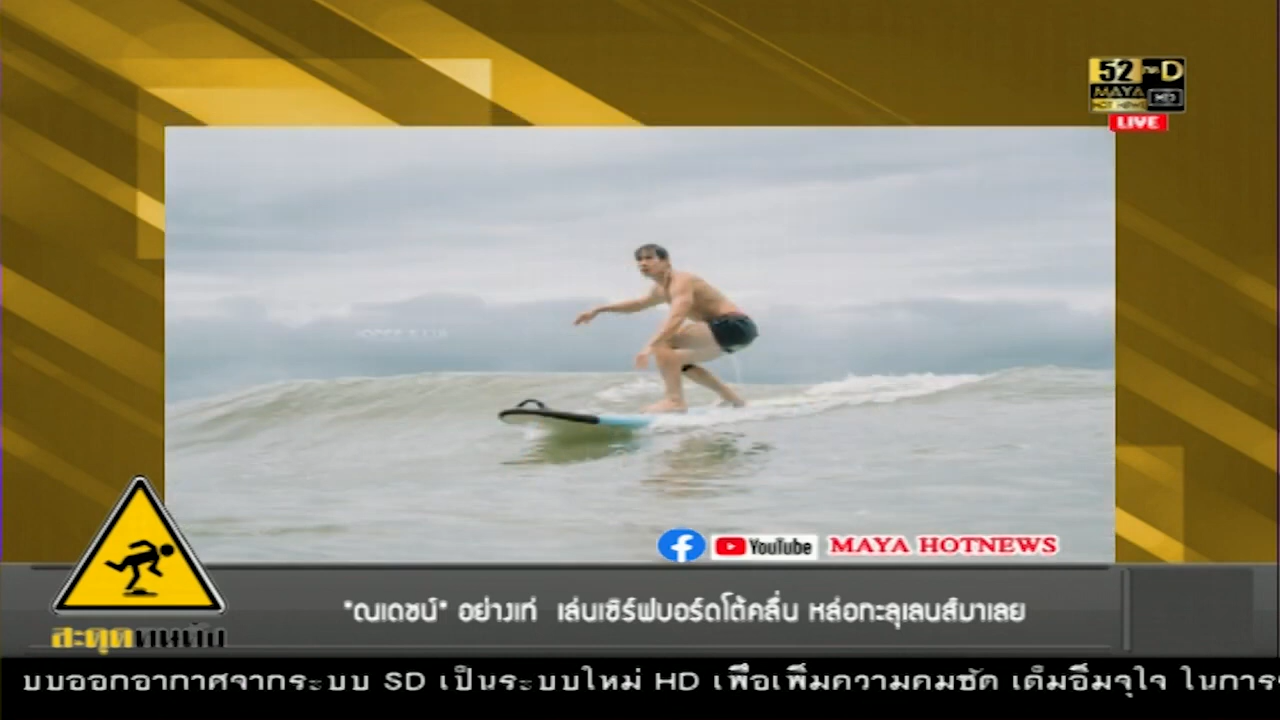 52
D
MAYA
HD
LIVE
YouTube MAYA HOTNEWS
"ณเดชน์" อย่างเท่ เล่นเซิร์ฟบอร์ดโต้คลื่น หล่อทะลุเลนส์มาเลย
สะดุด
บบออกอากาศจากระบบ SD เป็นระบบใหม่ HD เพื่อเพิ่มความคมชัด เต็มอิ่มจุใจ ในการ